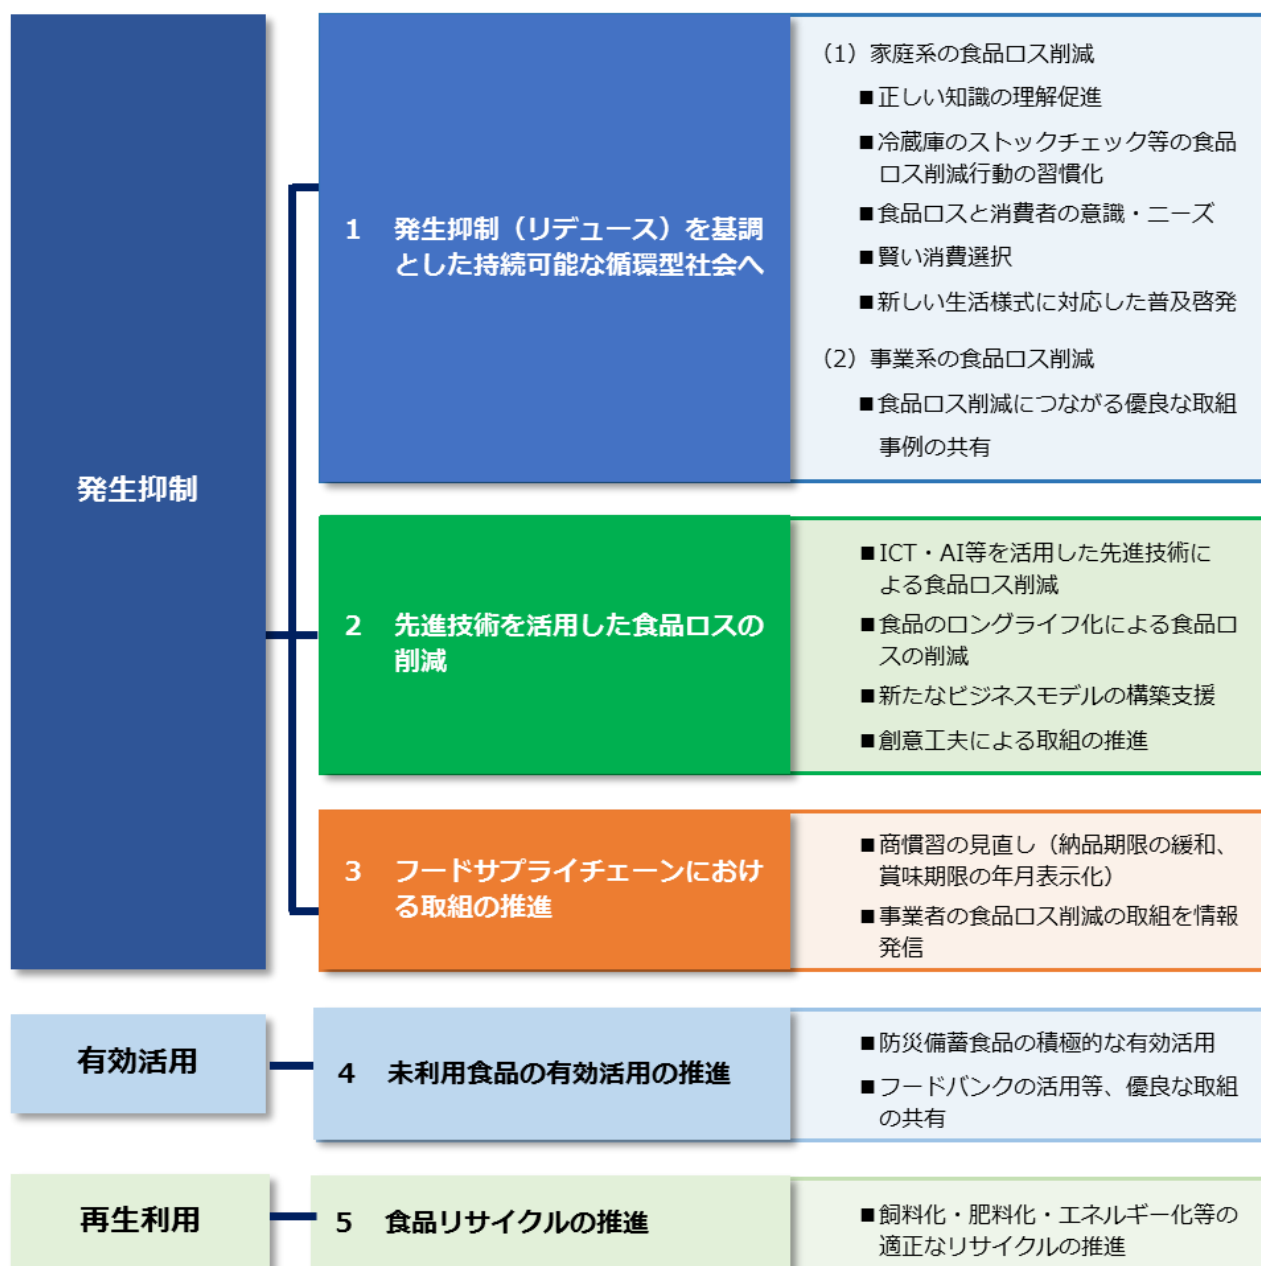 発生抑制
1 発生抑制（リデュース）を基調
とした持続可能な循環型社会へ
（1）家庭系の食品ロス削減
■正しい知識の理解促進
■冷蔵庫のストックチェック等の食品
ロス削減行動の習慣化
■食品ロスと消費者の意識・ニーズ
■賢い消費選択
■新しい生活様式に対応した普及啓発
（2）事業系の食品ロス削減
■食品ロス削減につながる優良な取組
事例の共有
2 先進技術を活用した食品ロスの
削減
■ICT・AI等を活用した先進技術に
よる食品ロス削減
■食品のロングライフ化による食品ロ
スの削減
■新たなビジネスモデルの構築支援
■創意工夫による取組の推進
3 フードサプライチェーンにおけ
る取組の推進
■商慣習の見直し（納品期限の緩和、
賞味期限の年月表示化）
■事業者の食品ロス削減の取組を情報
発信
有効活用
4 未利用食品の有効活用の推進
■防災備蓄食品の積極的な有効活用
■フードバンクの活用等、優良な取組
の共有
再生利用
5 食品リサイクルの推進
■飼料化・肥料化・エネルギー化等の
適正なリサイクルの推進